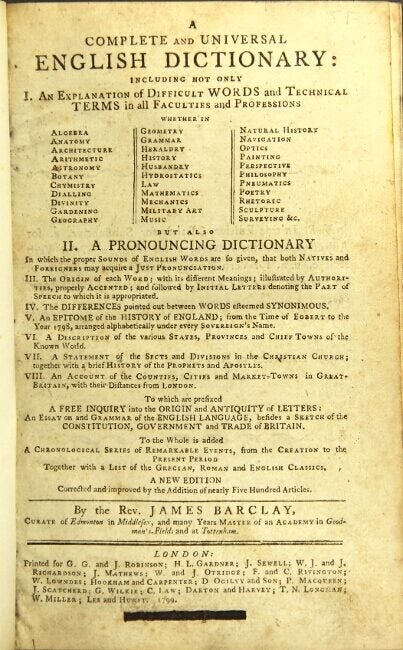 A
COMPLETE AND UNIVERSAL
ENGLISH DICTIONARY:
INCLUDING NOT ONLY
I. AN EXPLANATION OF DIFFICULT WORDS and TECHNICAL
TERMS in all FACULTIES and PROFESSIONS
WHETHER IN
ALGEBRA
ANATOMY
ARCHITECTURE
ARITHMETIC
ASTRONOMY
BOTANY
CHYMISTRY
DIALLING
DIVINITY
GARDENING
GEOGRAPHY
GEOMETRY
GRAMMAR
HERALDRY
HISTORY
HUSBANDRY
HYDROSTATICS
LAW
MATHEMATICS
MECHANICS
MILITARY ART
MUSIC
NATURAL HISTORY
NAVIGATION
OPTICS
PAINTING
PERSPECTIVE
PHILOSOPHY
PNEUMATICS
POETRY
RHETORIC
SCULPTURE
SURVEYING &c.
BUT ALSO
II. A PRONOUNCING DICTIONARY
In which the proper SOUNDS of ENGLISH WORDS are so given, that both NATIVES and
FOREIGNERS may acquire a JUST PRONUNCIATION.
III. The ORIGIN of each WORD; with its different Meanings; illustrated by AUTHORI-
TIES, properly ACCENTED; and followed by INITIAL LETTERS denoting the PART OF
SPEECH to which it is appropriated.
IV. The DIFFERENCES pointed out between WORDS esteemed SYNONIMOUS.
V. An EPITOME of the HISTORY OF ENGLAND; from the Time of EGBERT to the
Year 1798, arranged alphabetically under every SOVEREIGN'S Name.
VI. A DESCRIPTION of the various STATES, PROVINCES and CHIEF TOWNS of the
Known World.
VII. A STATEMENT of the SECTS and DIVISIONS in the CHRISTIAN CHURCH;
together with a brief HISTORY of the PROPHETS and APOSTLES.
VIII. An ACCOUNT of the COUNTIES, CITIES and MARKET-TOWNS in GREAT-
BRITAIN, with their Distances from LONDON.
To which are prefixed
A FREE INQUIRY into the ORIGIN and ANTIQUITY of LETTERS:
An ESSAY on and GRAMMAR of the ENGLISH LANGUAGE, besides a SKETCH of the
CONSTITUTION, GOVERNMENT and TRADE of BRITAIN.
To the Whole is added
A CHRONOLOGICAL SERIES of REMARKABLE EVENTS, from the CREATION to the
PRESENT PERIOD
Together with a LIST of the GRECIAN, ROMAN and ENGLISH CLASSICS,
A NEW EDITION
Corrected and improved by the Addition of nearly Five Hundred Articles.
By the Rev. JAMES BARCLAY,
CURATE of Edmonton in Middlesex, and many Years MASTER of an ACADEMY in Good-
man's-Fields and at Tottenham.
LONDON:
Printed for G. G. and J. ROBINSON; H. L. GARDNER; J. SEWELL; W. J. and J.
RICHARDSON; J. MATHEWS; W. and J. OTRIDGE; F. and C. RIVINGTON;
W. LOWNDES; HOOKHAM and CARPENTER; D OGILVY and SON; P. MACQUEEN;
J. SCATCHERD; G. WILKIE; C. LAW; DARTON and HARVEY; T. N. LONGMAN;
W. MILLER; LEE and HURST. 1799.